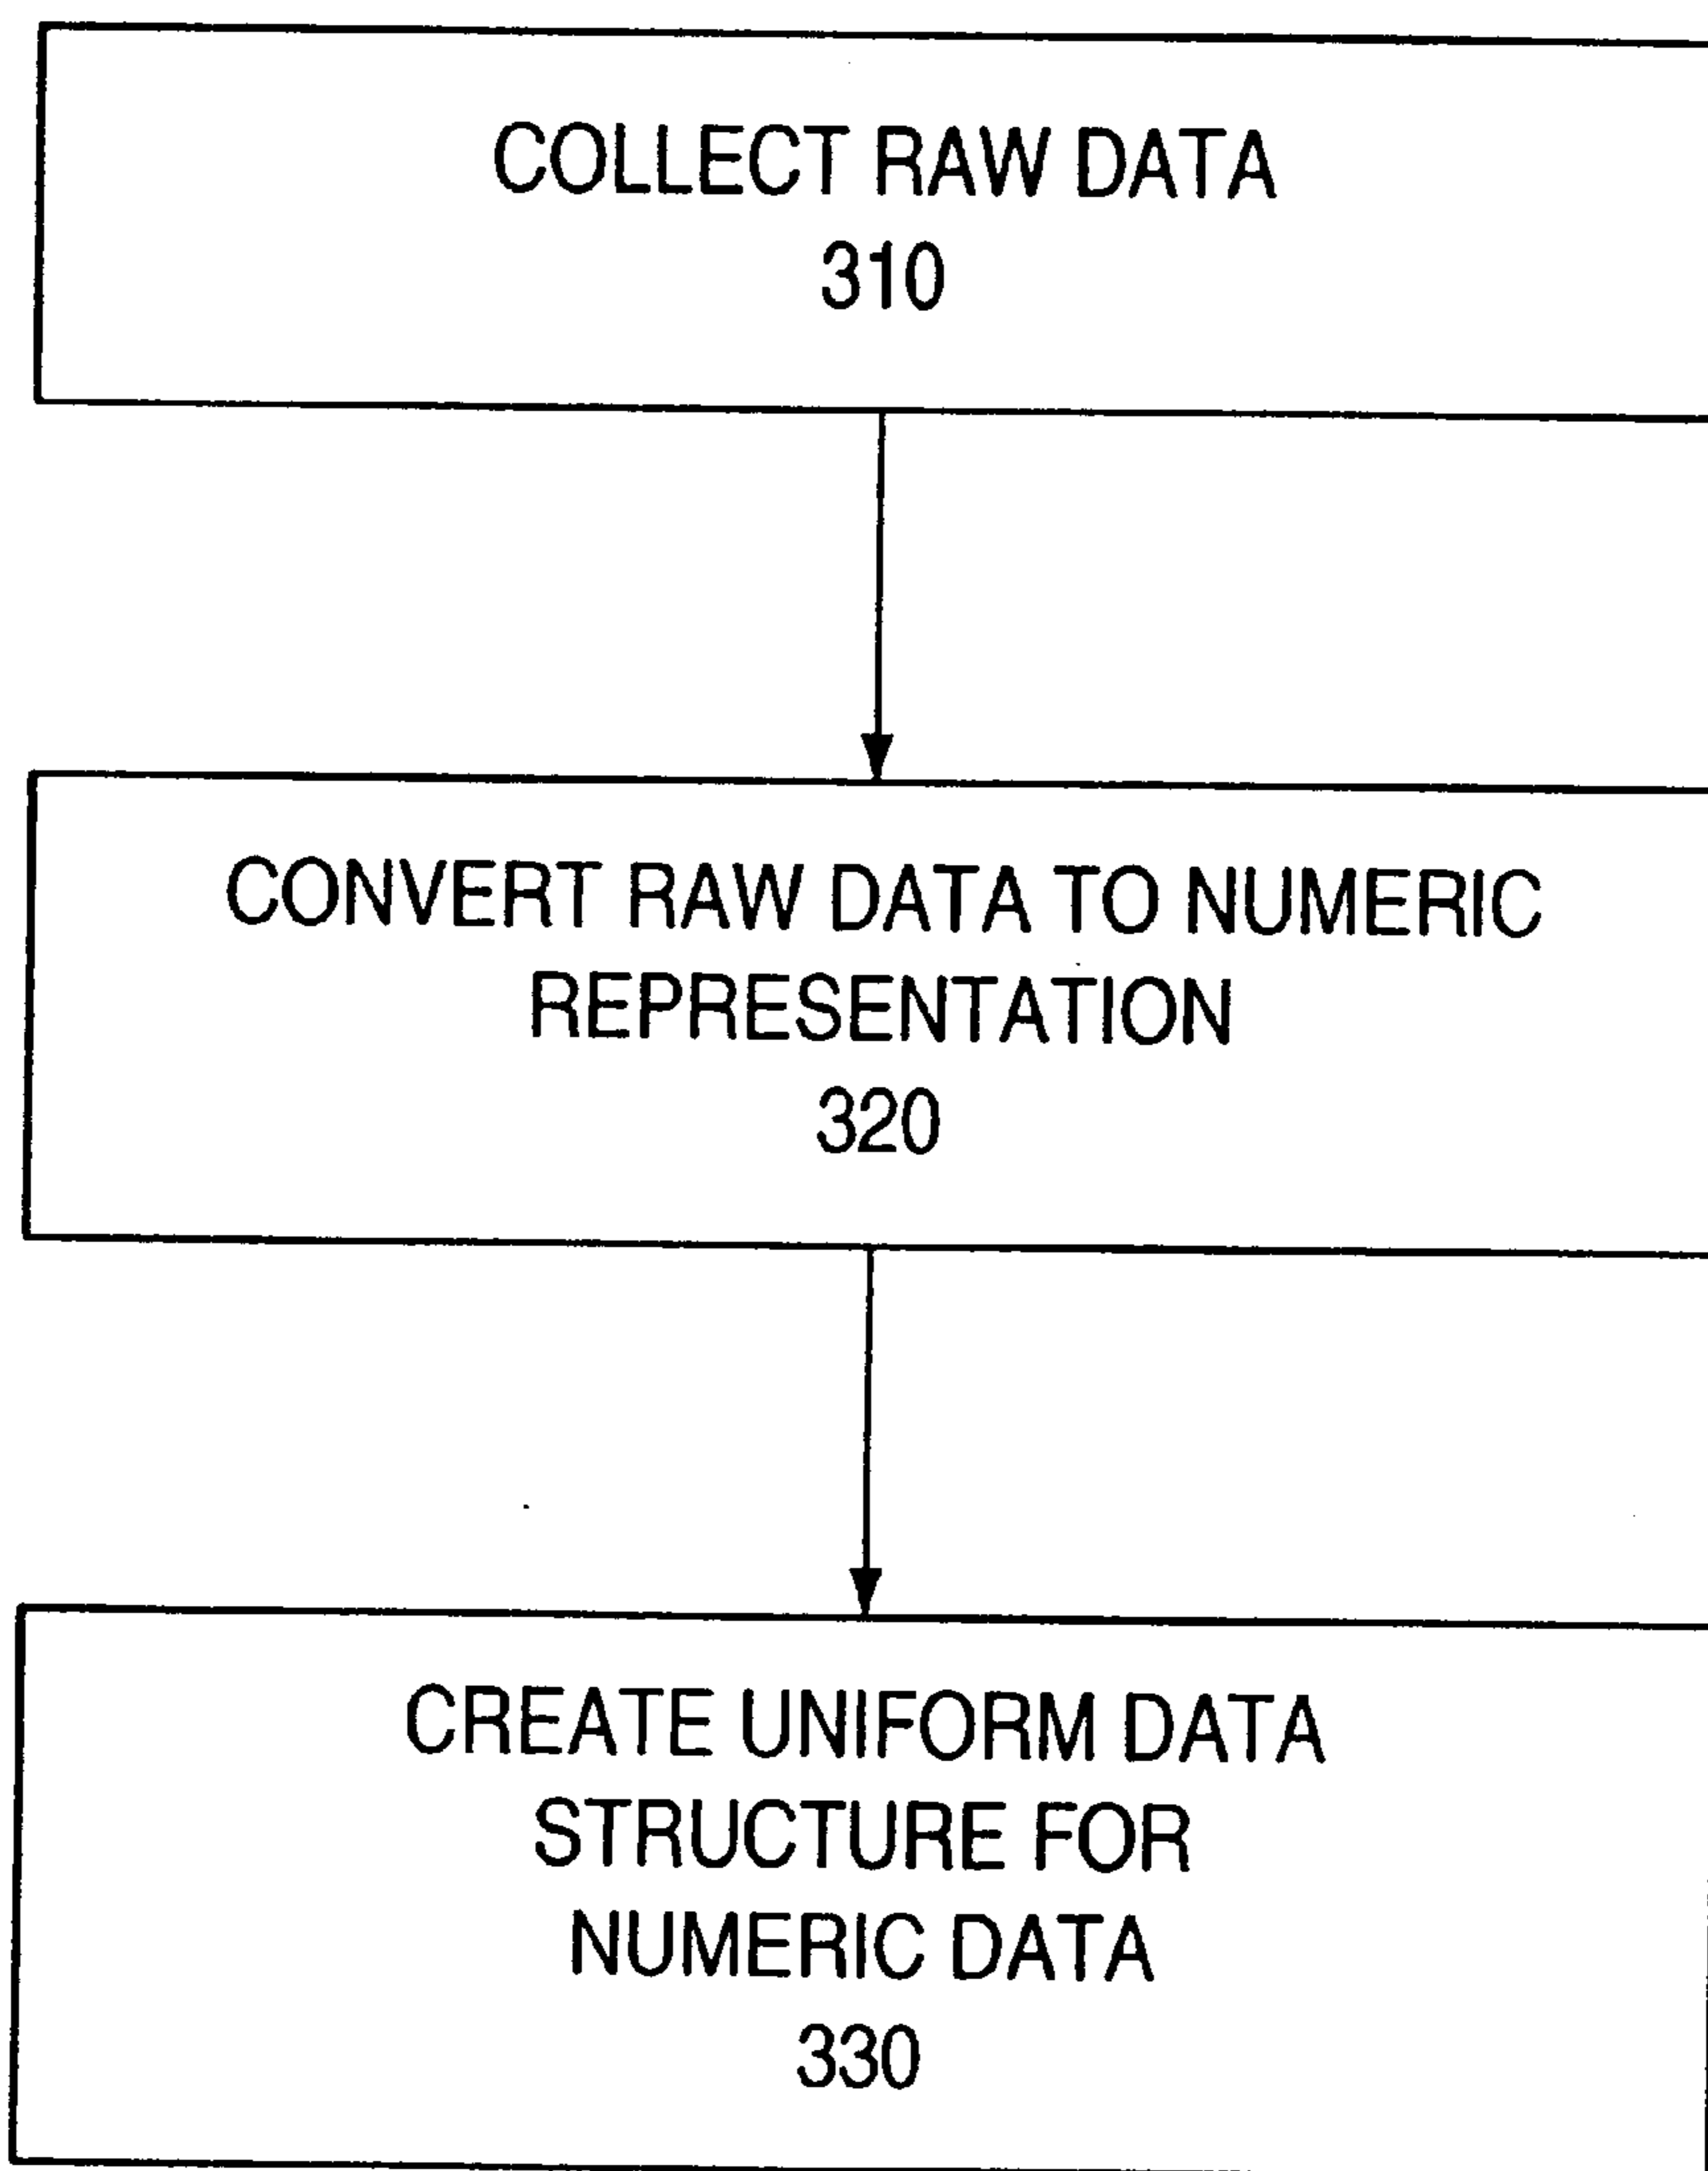 COLLECT RAW DATA
310
CONVERT RAW DATA TO NUMERIC
REPRESENTATION
320
CREATE UNIFORM DATA
STRUCTURE FOR
NUMERIC DATA
330